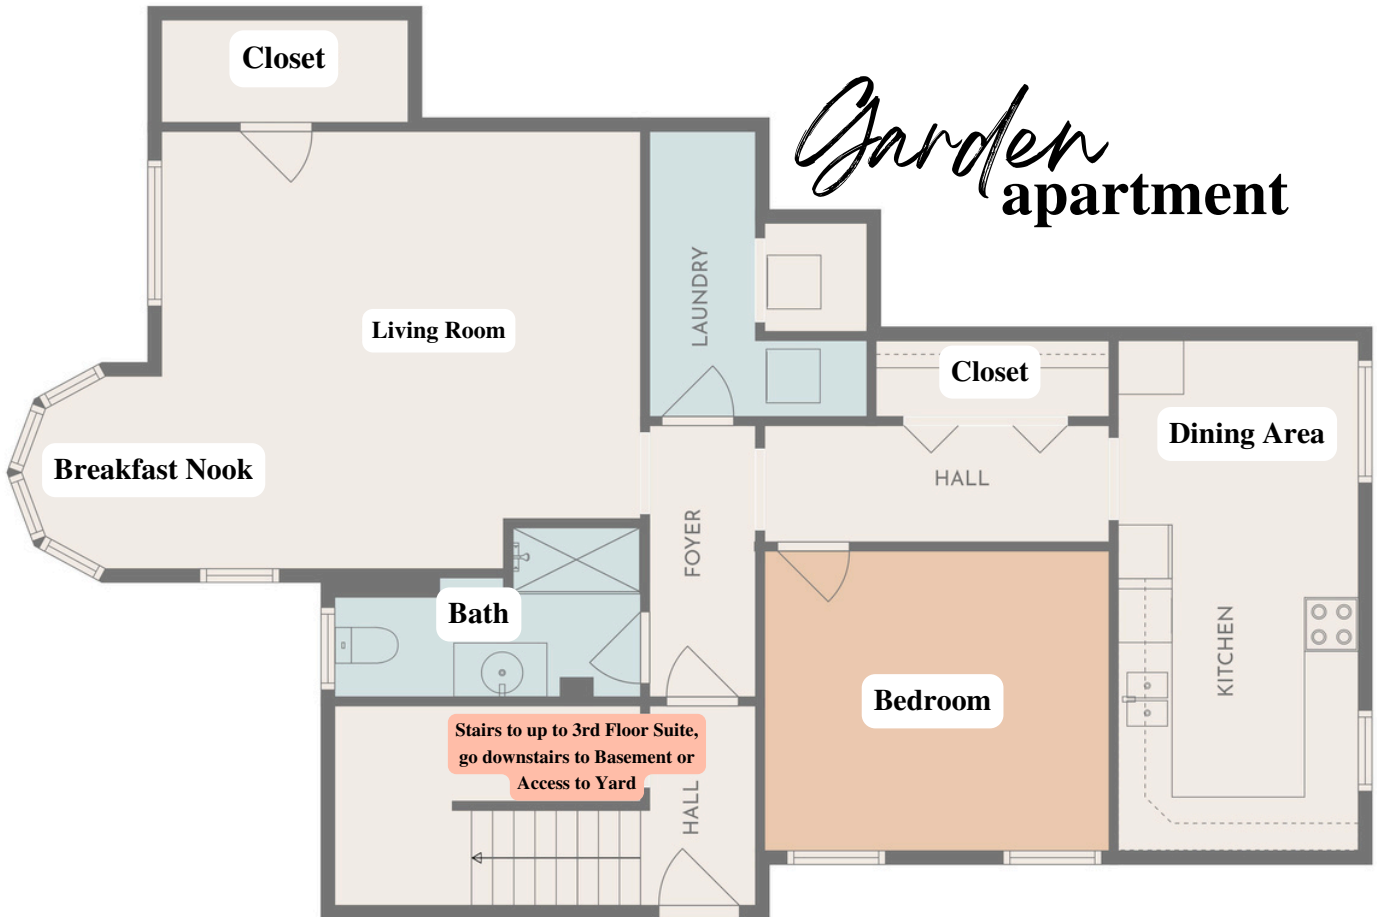 Closet
Garden
apartment
LAUNDRY
Living Room
Closet
Dining Area
Breakfast Nook
HALL
FOYER
Bath
KITCHEN
Bedroom
Stairs to up to 3rd Floor Suite,
go downstairs to Basement or
Access to Yard
HALL